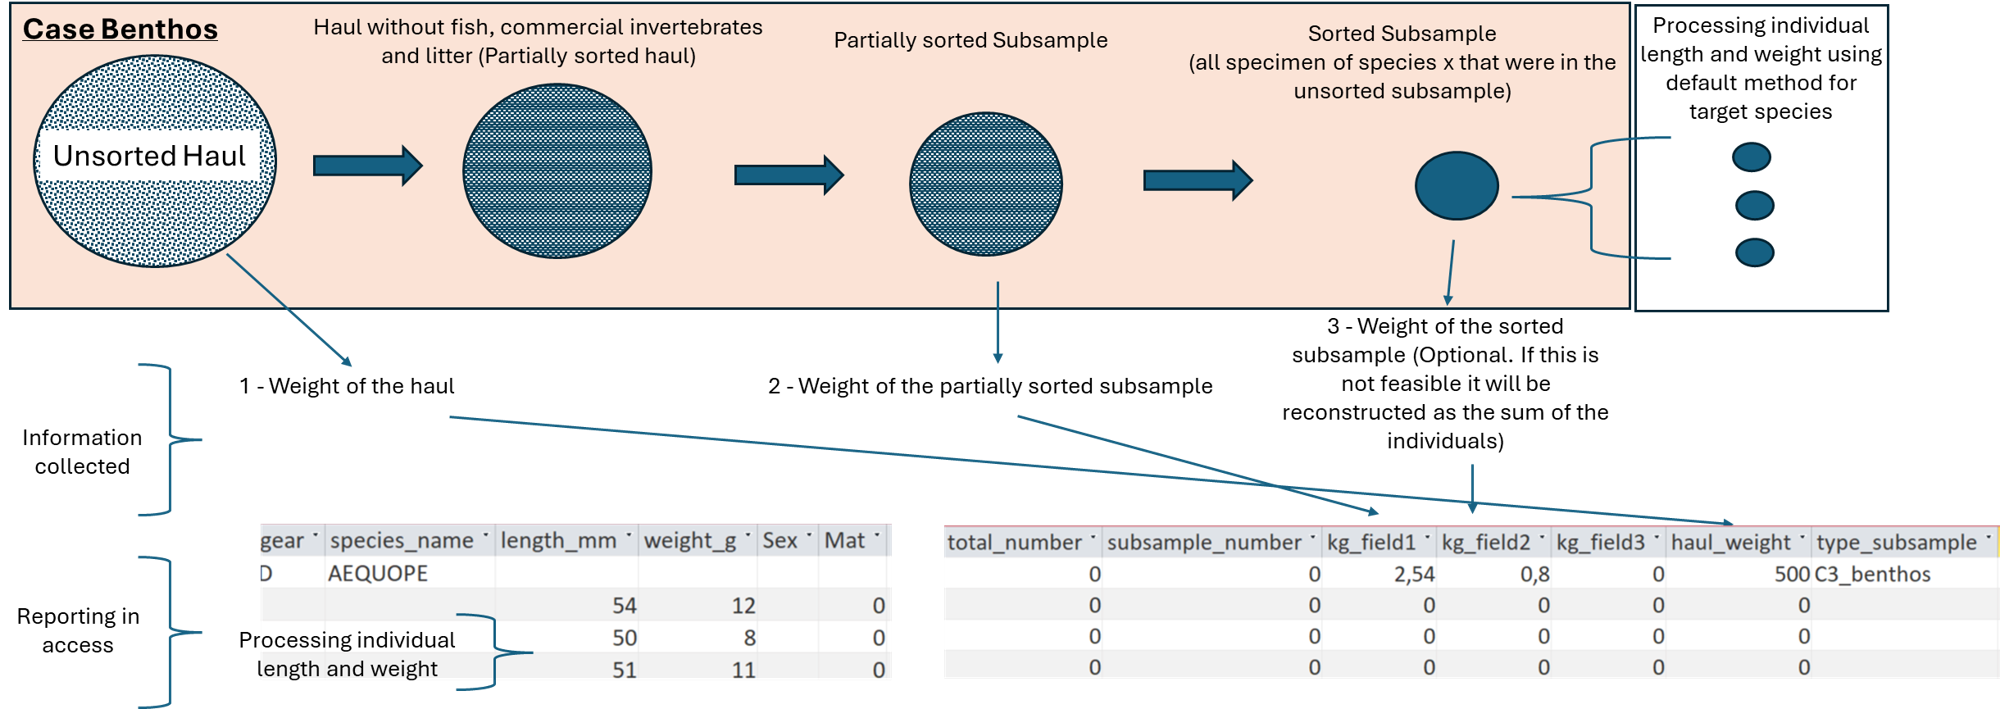 Case Benthos
Haul without fish, commercial invertebrates
and litter (Partially sorted haul)
Partially sorted Subsample
Sorted Subsample
(all specimen of species x that were in the
unsorted subsample)
Processing individual
length and weight using
default method for
target species
Unsorted Haul
1 - Weight of the haul
2 - Weight of the partially sorted subsample
3 - Weight of the sorted
subsample (Optional. If this is
not feasible it will be
reconstructed as the sum of the
individuals)
Information
collected
Reporting in
access
gear species_name length_mm weight_g Sex Mat
D AEQUOPE
54 12 0
50 8 0
51 11 0
Processing individual
length and weight
total_number subsample_number kg_field1 kg_field2 kg_field3 haul_weight type_subsample
0 0 2,54 0,8 0 500 C3_benthos
0 0 0 0 0 0
0 0 0 0 0 0
0 0 0 0 0 0